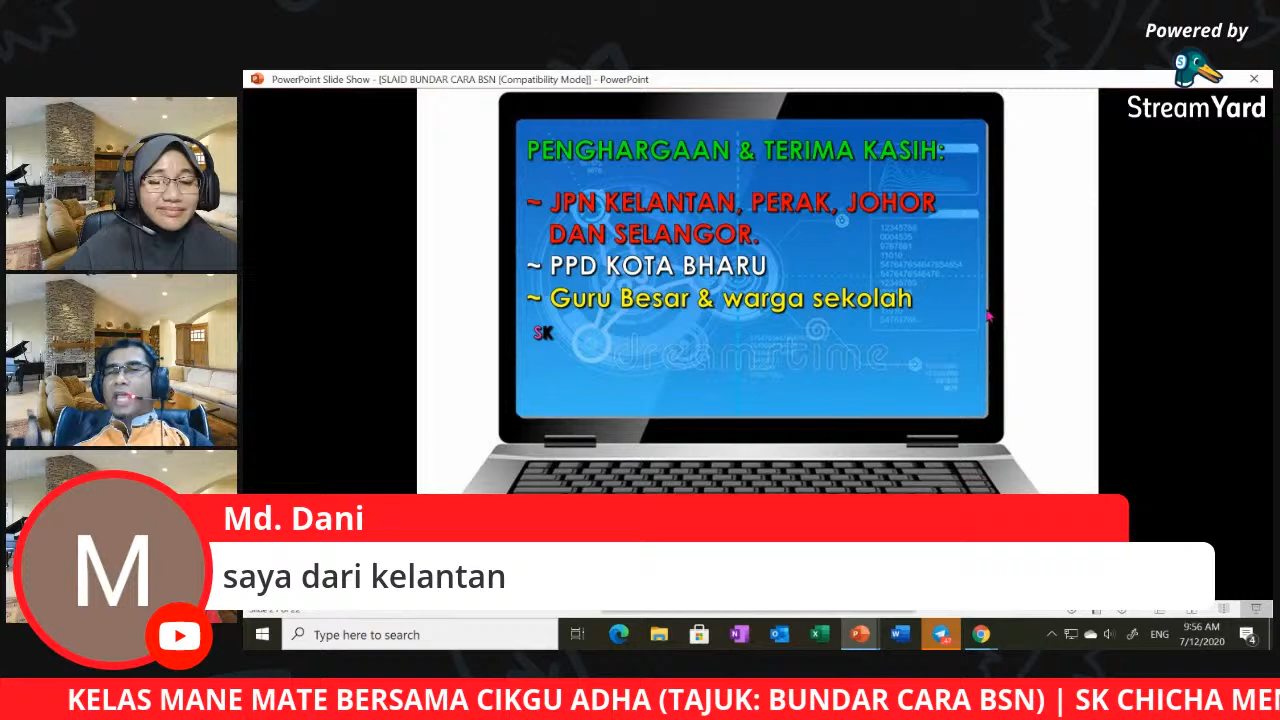 Powered by
StreamYard
PowerPoint Slide Show - [SLAID BUNDAR CARA BSN [Compatibility Mode]] - PowerPoint
PENGHARGAAN & TERIMA KASIH:
~ JPN KELANTAN, PERAK, JOHOR
DAN SELANGOR.
~ PPD KOTA BHARU
~ Guru Besar & warga sekolah
SK
dreamstime
Md. Dani
M
saya dari kelantan
Type here to search
ENG
9:56 AM
7/12/2020
4
KELAS MANE MATE BERSAMA CIKGU ADHA (TAJUK: BUNDAR CARA BSN) | SK CHICHA MEN